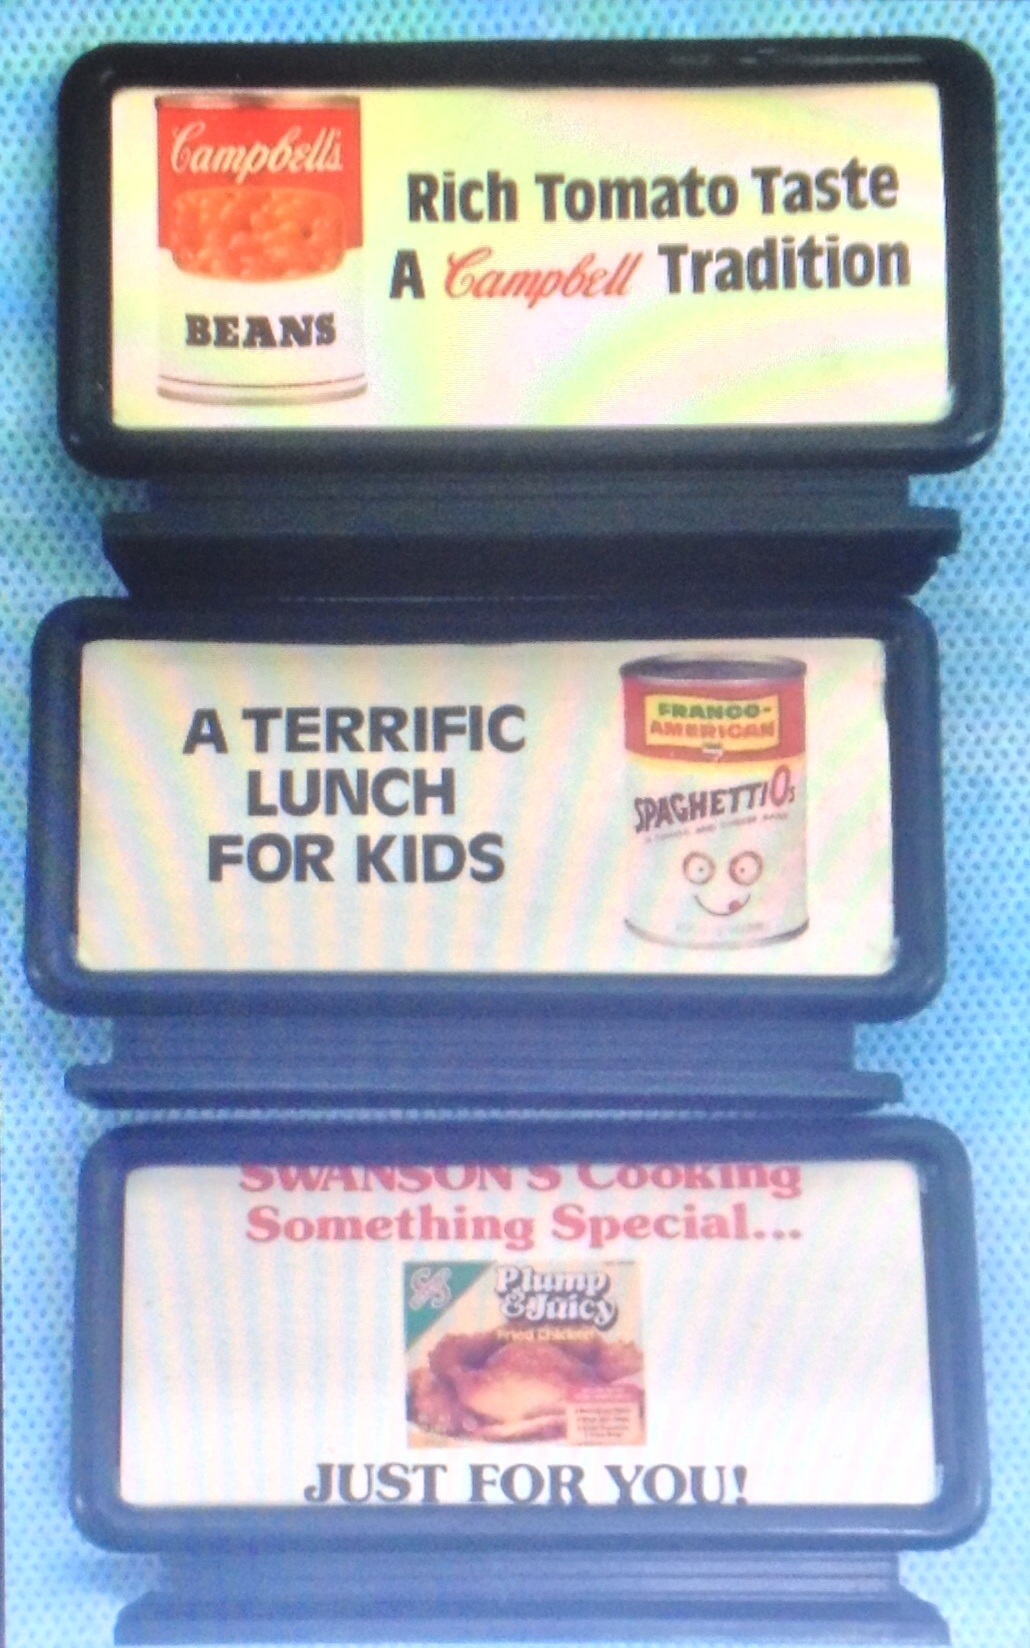 Campbell's
BEANS
Rich Tomato Taste
A Campbell Tradition
A TERRIFIC
LUNCH
FOR KIDS
FRANCO-
AMERICAN
SPAGHETTIOs
SWANSON'S Cooking
Something Special...
Plump
& Juicy
Fried Chicken
JUST FOR YOU!